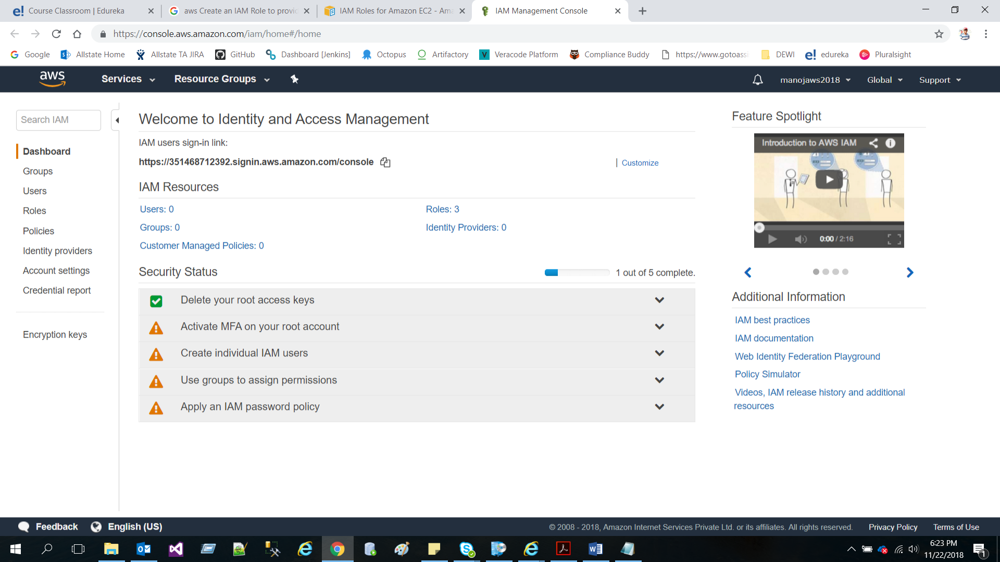 Course Classroom | Edureka
aws Create an IAM Role to provi
IAM Roles for Amazon EC2 - Ama
IAM Management Console
https://console.aws.amazon.com/iam/home#/home
Google
Allstate Home
Allstate TA JIRA
GitHub
Dashboard [Jenkins]
Octopus
Artifactory
Veracode Platform
Compliance Buddy
https://www.gotoassi
DEWI
edureka
Pluralsight
aws
Services
Resource Groups
manojaws2018
Global
Support
Search IAM
Dashboard
Groups
Users
Roles
Policies
Identity providers
Account settings
Credential report
Encryption keys
Welcome to Identity and Access Management
IAM users sign-in link:
https://351468712392.signin.aws.amazon.com/console
| Customize
IAM Resources
Users: 0
Roles: 3
Groups: 0
Identity Providers: 0
Customer Managed Policies: 0
Security Status
1 out of 5 complete.
Delete your root access keys
Activate MFA on your root account
Create individual IAM users
Use groups to assign permissions
Apply an IAM password policy
Feature Spotlight
Introduction to AWS IAM
0:00 / 2:16
Additional Information
IAM best practices
IAM documentation
Web Identity Federation Playground
Policy Simulator
Videos, IAM release history and additional
resources
Feedback
English (US)
© 2008 - 2018, Amazon Internet Services Private Ltd. or its affiliates. All rights reserved.
Privacy Policy
Terms of Use
6:23 PM
11/22/2018
1